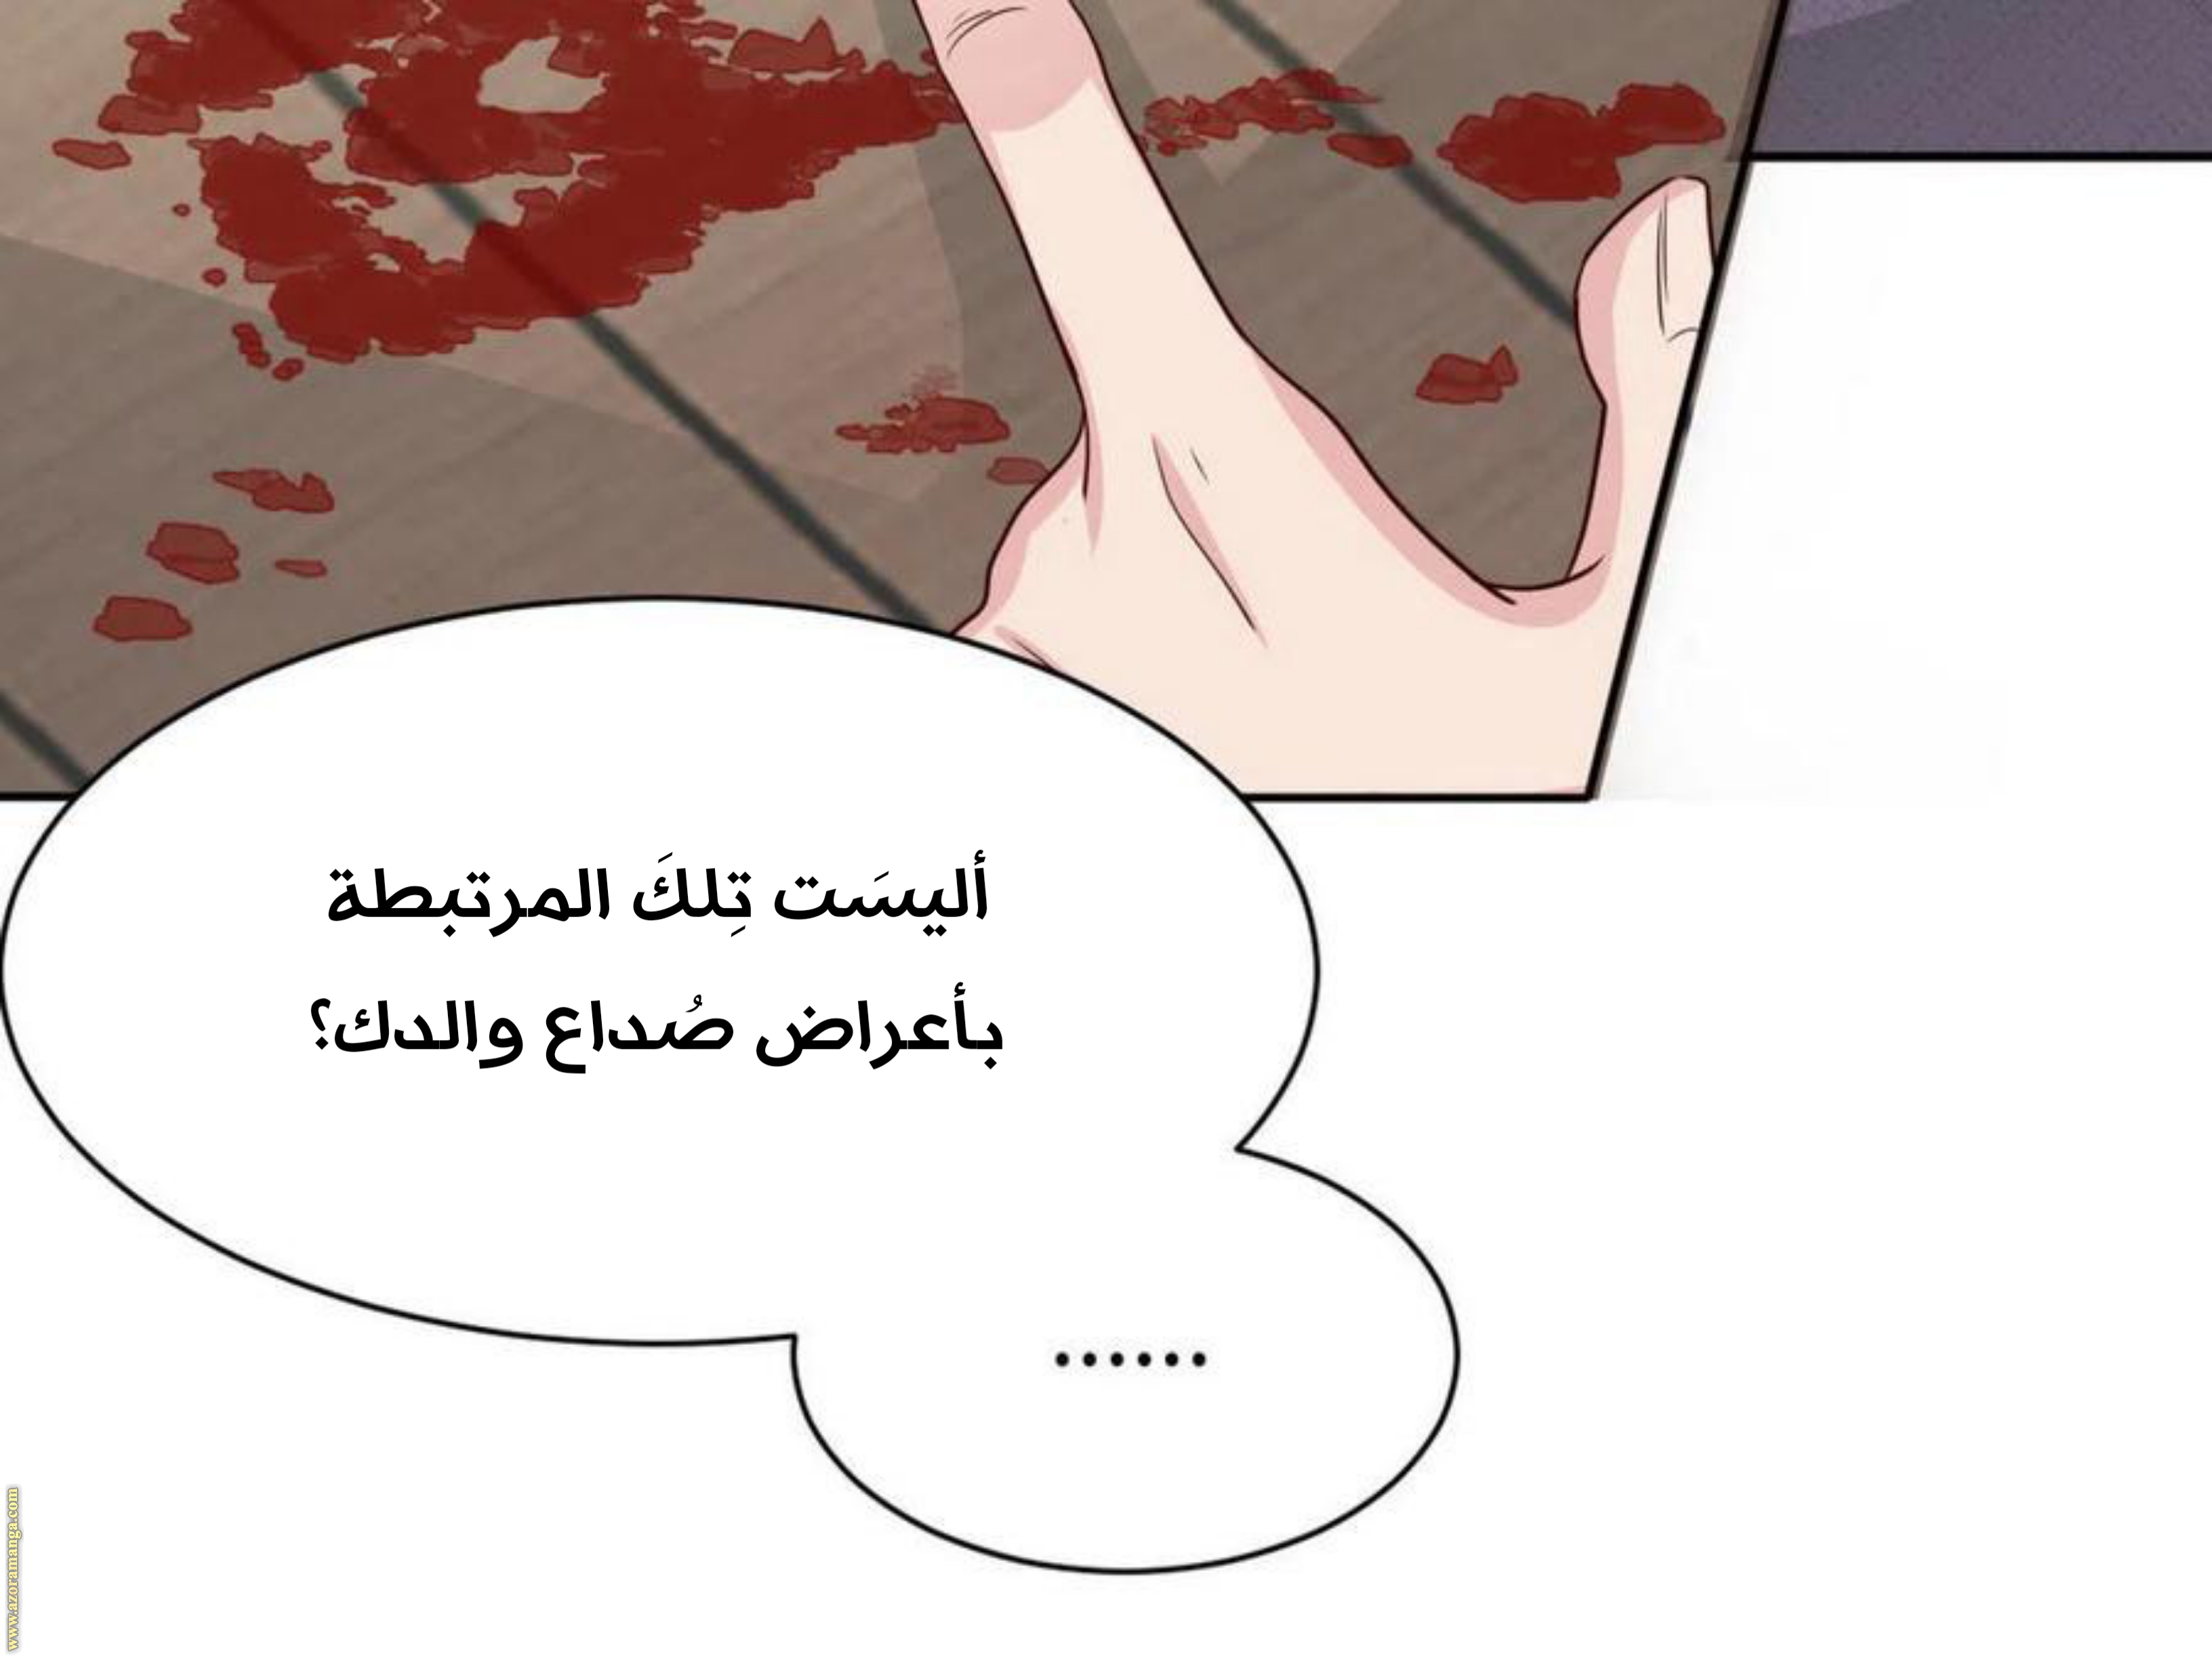 أليسَت تِلكَ المرتبطة
بأعراض صُداع والدك؟
......
www.azoramanga.com